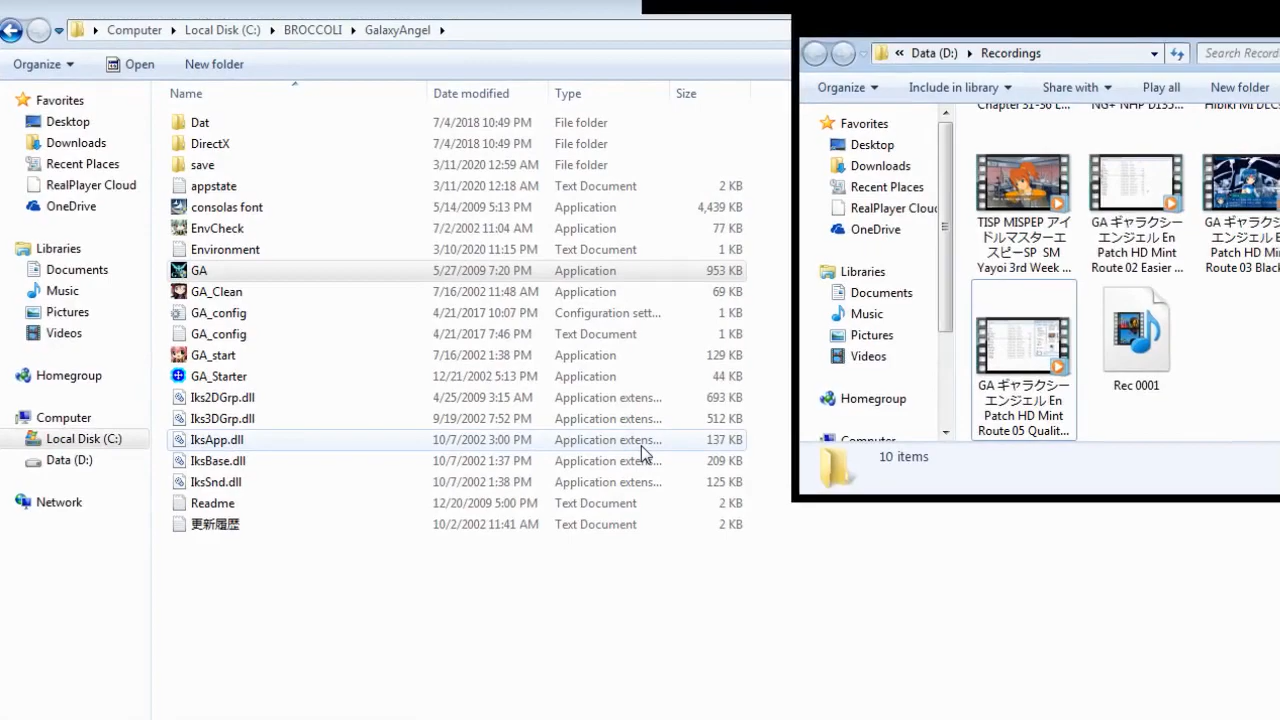 Computer Local Disk (C:) BROCCOLI GalaxyAngel
Organize Open New folder
Favorites
Desktop
Downloads
Recent Places
RealPlayer Cloud
OneDrive
Libraries
Documents
Music
Pictures
Videos
Homegroup
Computer
Local Disk (C:)
Data (D:)
Network
Name Date modified Type Size
Dat 7/4/2018 10:49 PM File folder
DirectX 7/4/2018 10:49 PM File folder
save 3/11/2020 12:59 AM File folder
appstate 3/11/2020 12:18 AM Text Document 2 KB
consolas font 5/14/2009 5:13 PM Application 4,439 KB
EnvCheck 7/2/2002 11:04 AM Application 77 KB
Environment 3/10/2020 11:15 PM Text Document 1 KB
GA 5/27/2009 7:20 PM Application 953 KB
GA_Clean 7/16/2002 11:48 AM Application 69 KB
GA_config 4/21/2017 10:07 PM Configuration sett... 1 KB
GA_config 4/21/2017 7:46 PM Text Document 1 KB
GA_start 7/16/2002 1:38 PM Application 129 KB
GA_Starter 12/21/2002 5:13 PM Application 44 KB
Iks2DGrp.dll 4/25/2009 3:15 AM Application extens... 693 KB
Iks3DGrp.dll 9/19/2002 7:52 PM Application extens... 512 KB
IksApp.dll 10/7/2002 3:00 PM Application extens... 137 KB
IksBase.dll 10/7/2002 1:37 PM Application extens... 209 KB
IksSnd.dll 10/7/2002 1:38 PM Application extens... 125 KB
Readme 12/20/2009 5:00 PM Text Document 2 KB
更新履歴 10/2/2002 11:41 AM Text Document 2 KB
« Data (D:) Recordings Search Record
Organize Include in library Share with Play all New folder
Favorites
Desktop
Downloads
Recent Places
RealPlayer Clou
OneDrive
Libraries
Documents
Music
Pictures
Videos
Homegroup
Computer
TISP MISPEP アイ
ドルマスターエ
スピーSP SM
Yayoi 3rd Week ...
GA ギャラクシー
エンジェル En
Patch HD Mint
Route 02 Easier ...
GA ギャラクシー
エンジェル En
Patch HD Mint
Route 03 Black
GA ギャラクシー
エンジェル En
Patch HD Mint
Route 05 Qualit...
Rec 0001
10 items